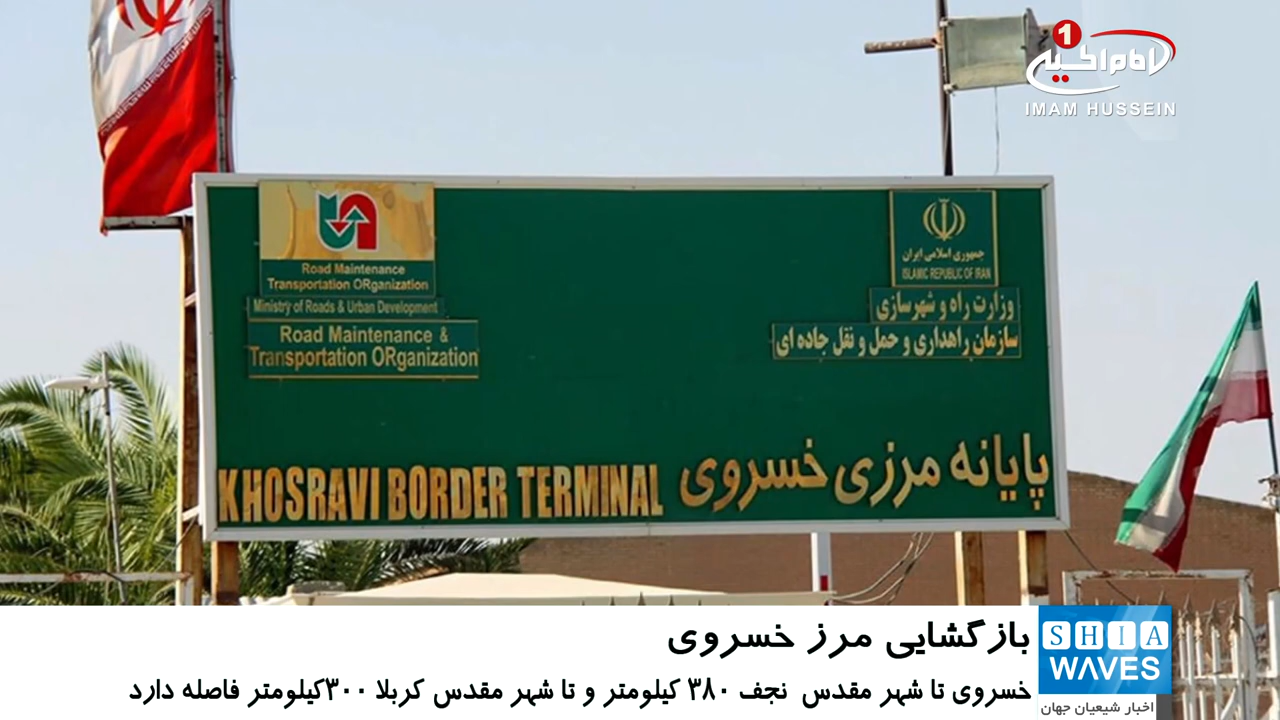 1
امام حسین
IMAM HUSSEIN
Road Maintenance
Transportation ORganization
Ministry of Roads & Urban Development
Road Maintenance &
Transportation ORganization
جمهوری اسلامی ایران
ISLAMIC REPUBLIC OF IRAN
وزارت راه و شهرسازی
سازمان راهداری و حمل و نقل جاده ای
پایانه مرزی خسروی
KHOSRAVI BORDER TERMINAL
بازگشایی مرز خسروی
خسروی تا شهر مقدس نجف ۳۸۰ کیلومتر و تا شهر مقدس کربلا ۳۰۰کیلومتر فاصله دارد
SHIA
WAVES
اخبار شیعیان جهان